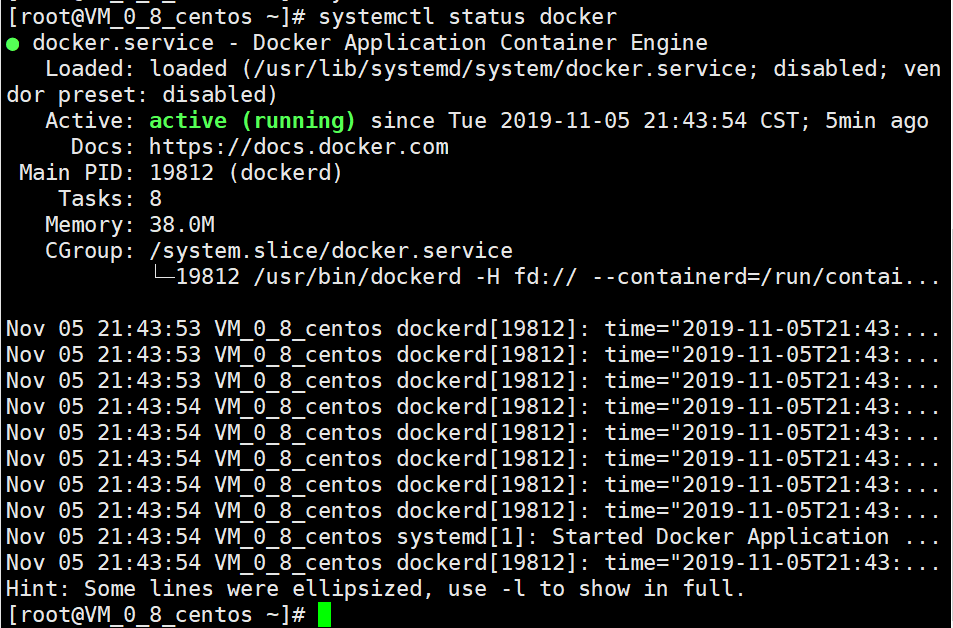 [root@VM_0_8_centos ~]# systemctl status docker
● docker.service - Docker Application Container Engine
   Loaded: loaded (/usr/lib/systemd/system/docker.service; disabled; ven
dor preset: disabled)
   Active: active (running) since Tue 2019-11-05 21:43:54 CST; 5min ago
     Docs: https://docs.docker.com
 Main PID: 19812 (dockerd)
    Tasks: 8
   Memory: 38.0M
   CGroup: /system.slice/docker.service
           └─19812 /usr/bin/dockerd -H fd:// --containerd=/run/contai...

Nov 05 21:43:53 VM_0_8_centos dockerd[19812]: time="2019-11-05T21:43:...
Nov 05 21:43:53 VM_0_8_centos dockerd[19812]: time="2019-11-05T21:43:...
Nov 05 21:43:53 VM_0_8_centos dockerd[19812]: time="2019-11-05T21:43:...
Nov 05 21:43:54 VM_0_8_centos dockerd[19812]: time="2019-11-05T21:43:...
Nov 05 21:43:54 VM_0_8_centos dockerd[19812]: time="2019-11-05T21:43:...
Nov 05 21:43:54 VM_0_8_centos dockerd[19812]: time="2019-11-05T21:43:...
Nov 05 21:43:54 VM_0_8_centos dockerd[19812]: time="2019-11-05T21:43:...
Nov 05 21:43:54 VM_0_8_centos dockerd[19812]: time="2019-11-05T21:43:...
Nov 05 21:43:54 VM_0_8_centos systemd[1]: Started Docker Application ...
Nov 05 21:43:54 VM_0_8_centos dockerd[19812]: time="2019-11-05T21:43:...
Hint: Some lines were ellipsized, use -l to show in full.
[root@VM_0_8_centos ~]#